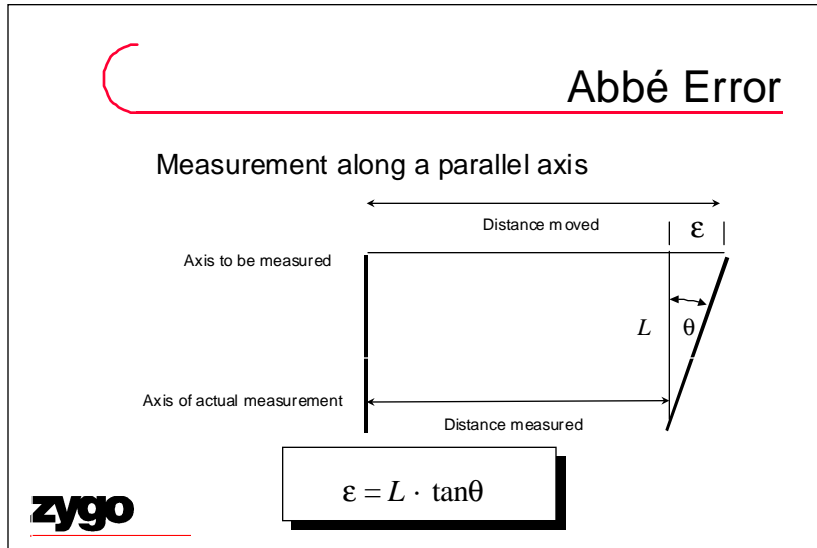 Abbé Error
Measurement along a parallel axis
Distance moved
ε
Axis to be measured
L
θ
Axis of actual measurement
Distance measured
ε = L · tanθ
zygo